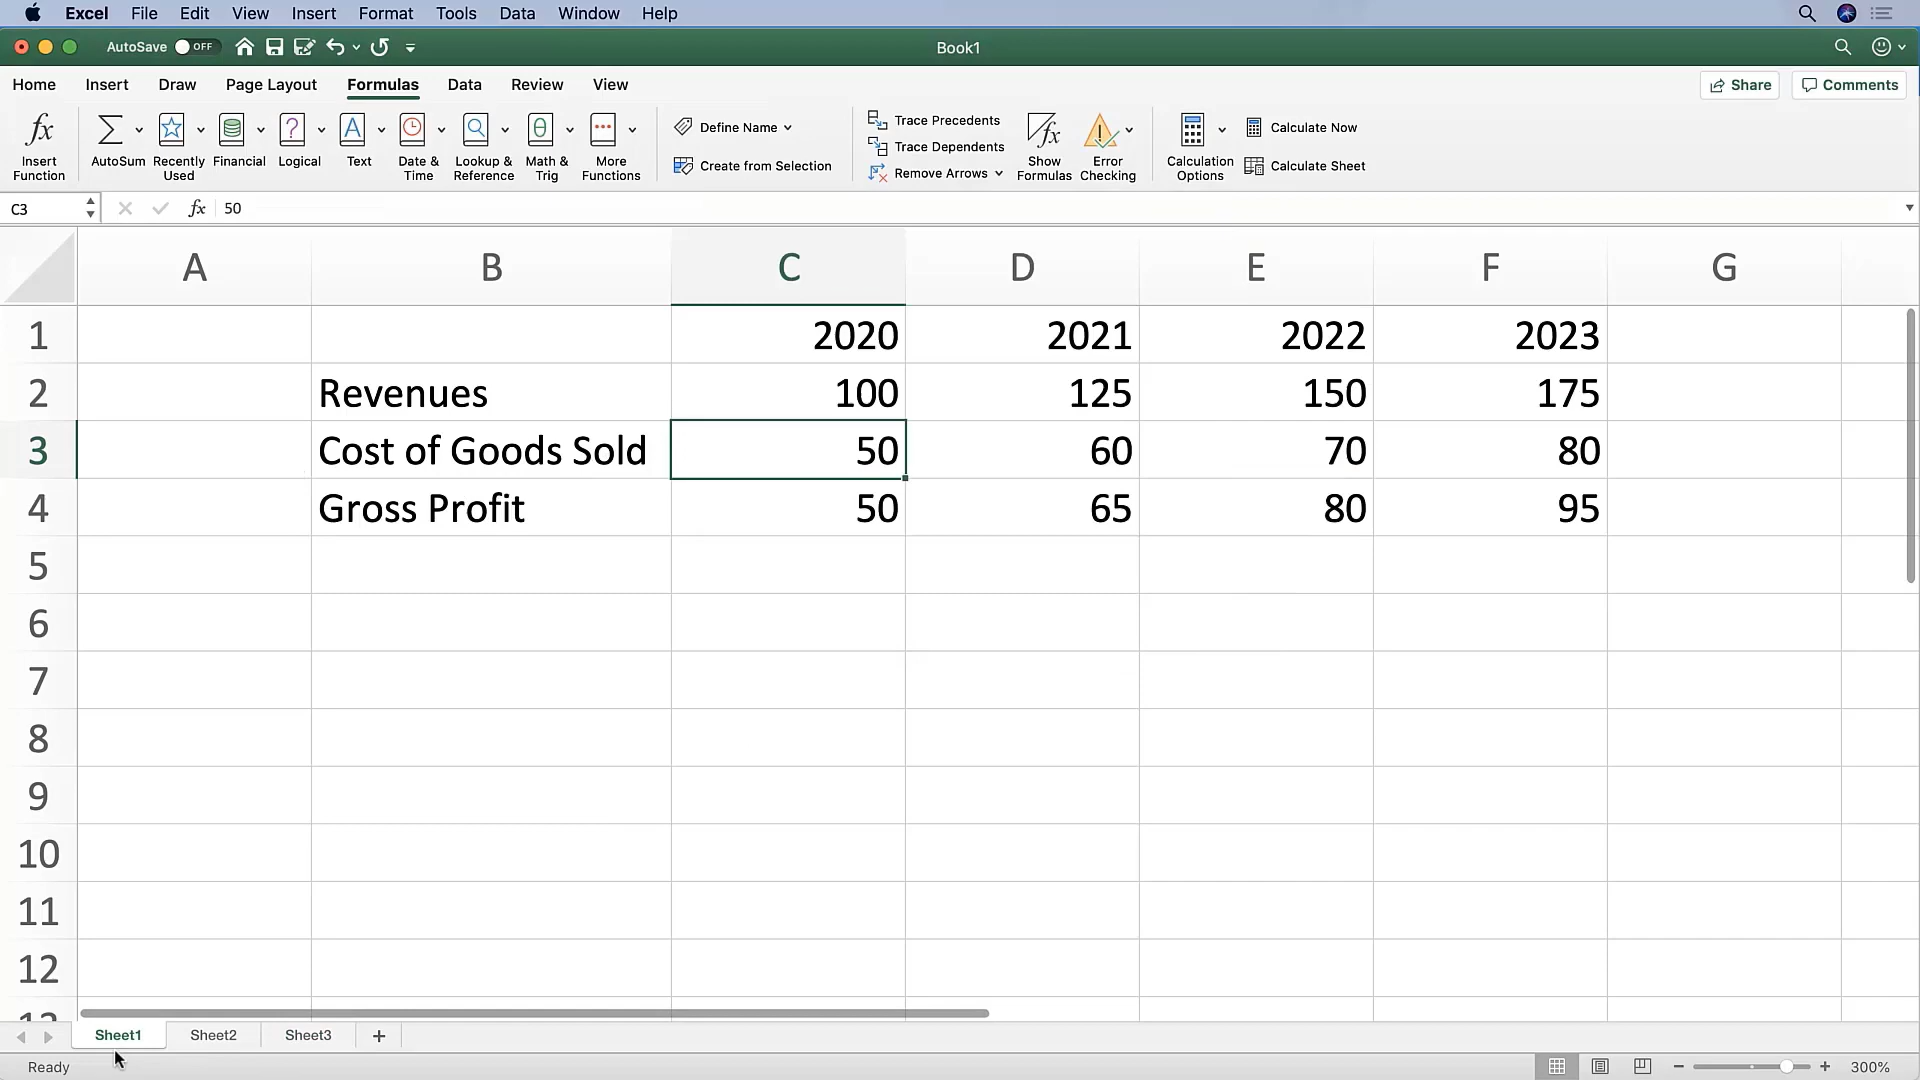 Excel File Edit View Insert Format Tools Data Window Help
AutoSave OFF Book1
Home Insert Draw Page Layout Formulas Data Review View Share Comments
Insert Function AutoSum Recently Used Financial Logical Text Date & Time Lookup & Reference Math & Trig More Functions
Define Name
Create from Selection
Trace Precedents
Trace Dependents
Remove Arrows
Show Formulas Error Checking Calculation Options
Calculate Now
Calculate Sheet
C3 fx 50
A B C D E F G
1 2020 2021 2022 2023
2 Revenues 100 125 150 175
3 Cost of Goods Sold 50 60 70 80
4 Gross Profit 50 65 80 95
5
6
7
8
9
10
11
12
13
Sheet1 Sheet2 Sheet3 +
Ready − + 300%